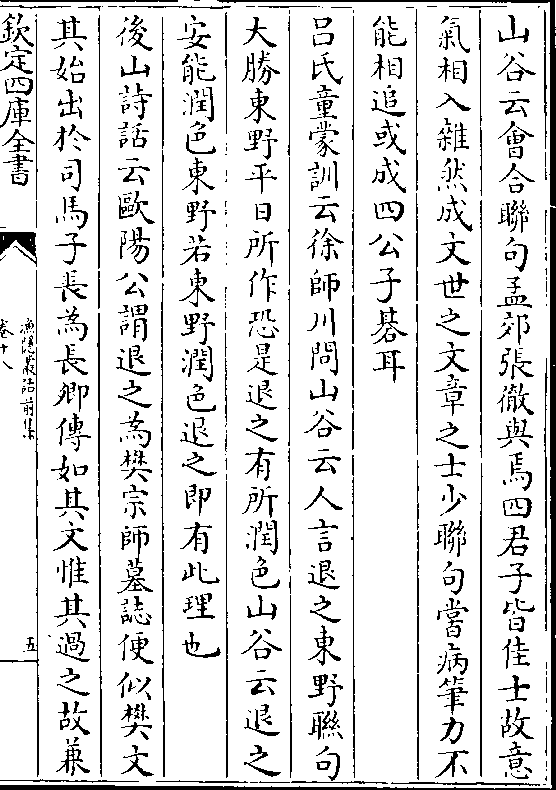 山谷云會合聯句孟郊張徹與焉四君子皆佳士故意
氣相入雜然成文世之文章之士少聯句嘗病筆力不
能相追或成四公子碁耳
呂氏童蒙訓云徐師川問山谷云人言退之東野聯句
大勝東野平日所作恐是退之有所潤色山谷云退之
安能潤色東野若東野潤色退之即有此理也
後山詩話云歐陽公謂退之為樊宗師墓誌便似樊文
其始出於司馬子長為長卿傳如其文惟其過之故兼
欽定四庫全書
漁隱叢話前集
卷十八
五